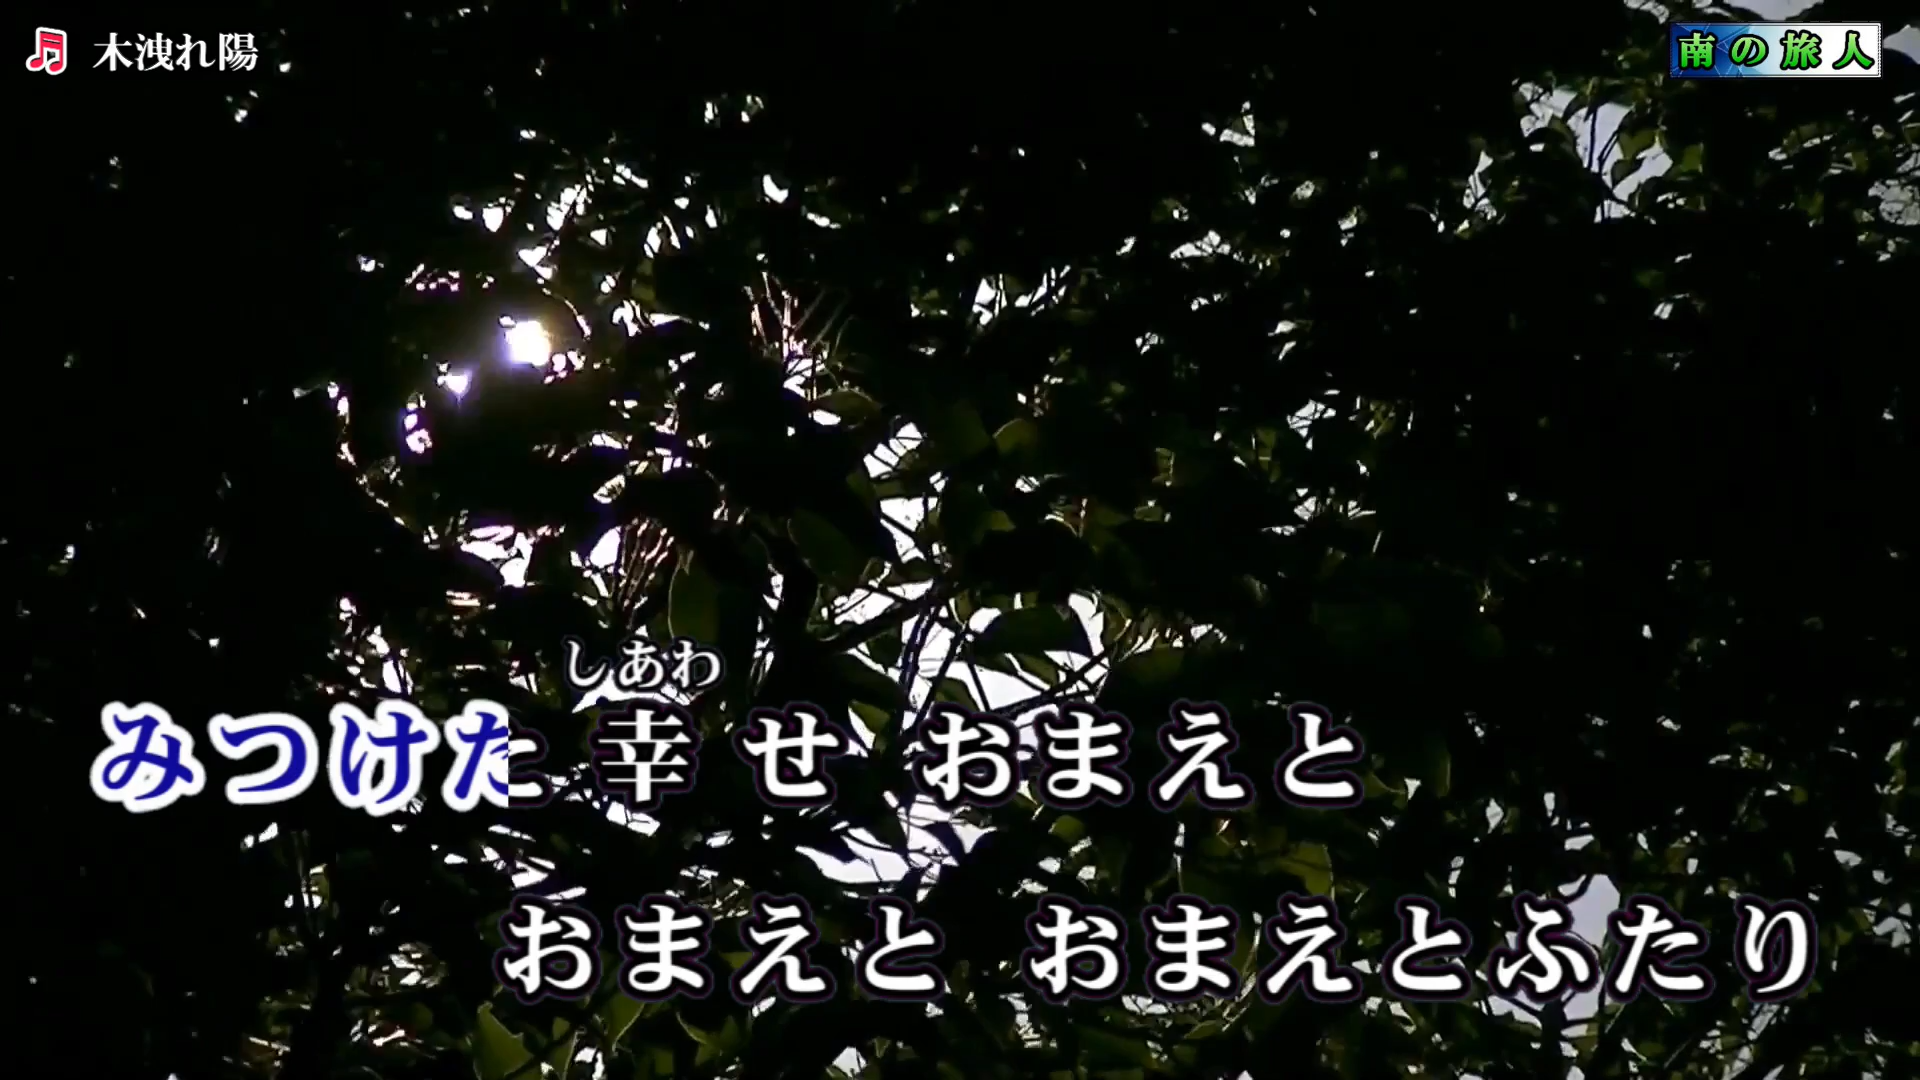 木洩れ陽
南の旅人
しあわ
みつけた幸せ おまえと
おまえと おまえとふたり